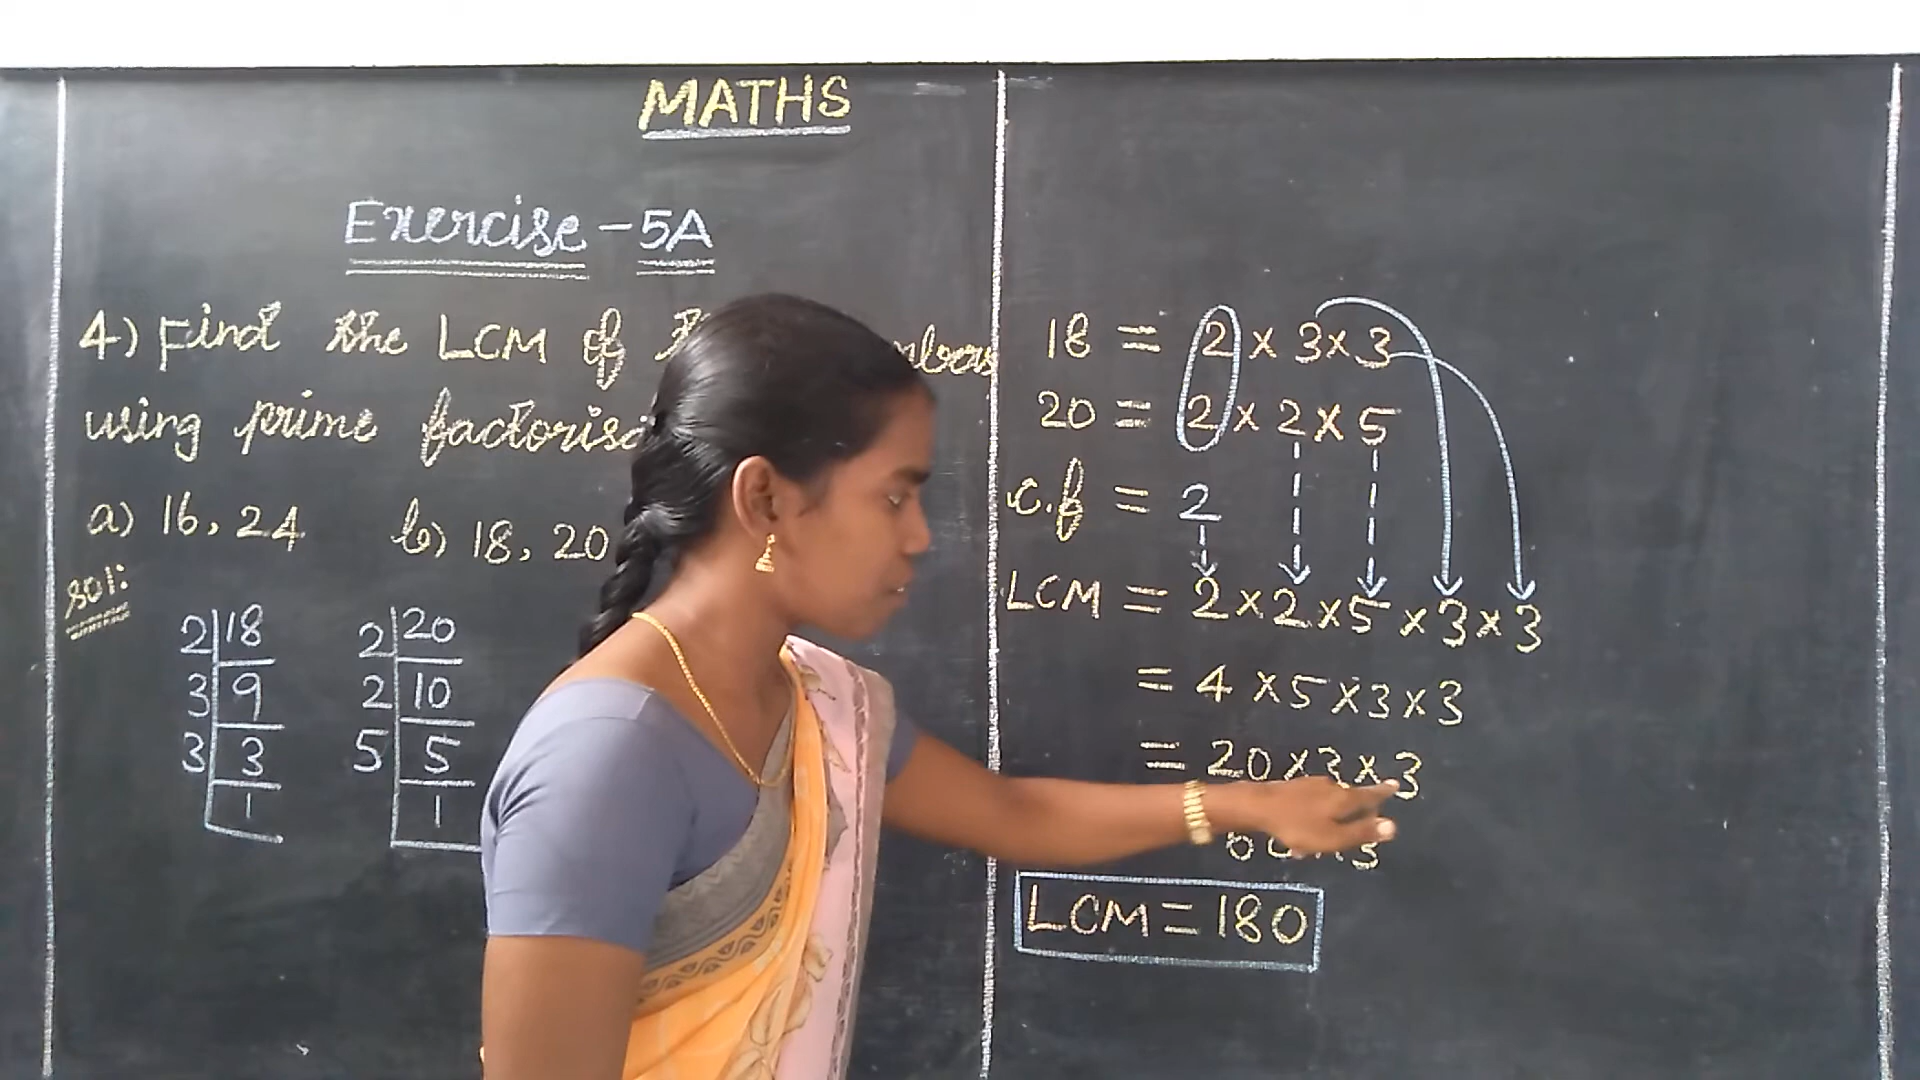 MATHS
Exercise - 5A
4) Find the LCM of
using prime
a) 16, 24 b) 18, 20
Sol:
2 | 18
3 | 9
3 | 3
1
2 | 20
2 | 10
5 | 5
1
18 = 2 × 3 × 3
20 = 2 × 2 × 5
c.f = 2
LCM = 2 × 2 × 5 × 3 × 3
= 4 × 5 × 3 × 3
= 20 × 3 × 3
60 × 3
LCM = 180